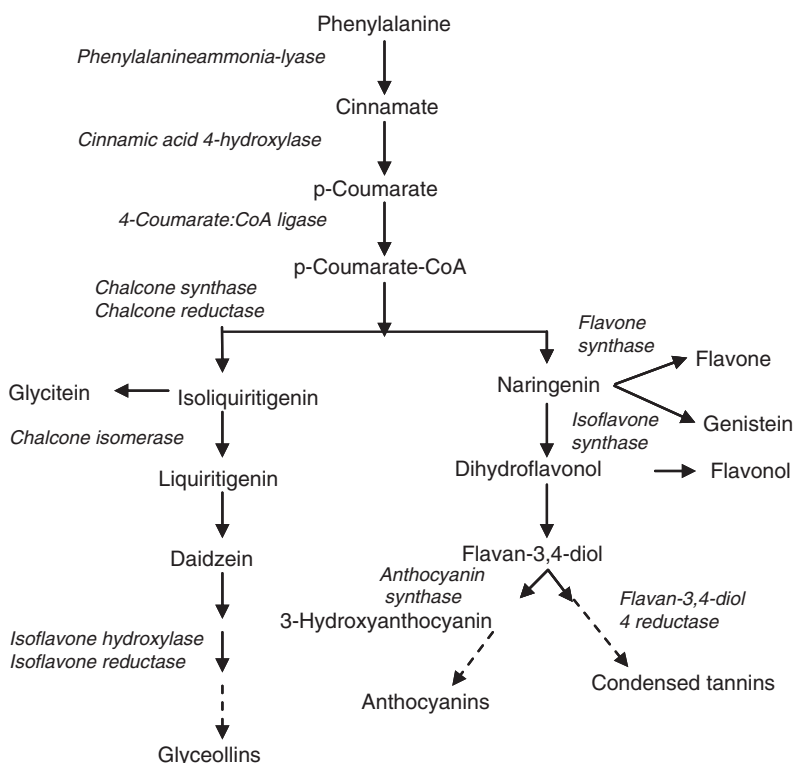 Phenylalanine
Phenylalanineammonia-lyase
Cinnamate
Cinnamic acid 4-hydroxylase
p-Coumarate
4-Coumarate:CoA ligase
p-Coumarate-CoA
Chalcone synthase
Chalcone reductase
Flavone
synthase
Flavone
Glycitein
Isoliquiritigenin
Naringenin
Genistein
Chalcone isomerase
Isoflavone
synthase
Liquiritigenin
Dihydroflavonol
Flavonol
Daidzein
Flavan-3,4-diol
Anthocyanin
synthase
3-Hydroxyanthocyanin
Flavan-3,4-diol
4 reductase
Isoflavone hydroxylase
Isoflavone reductase
Anthocyanins
Condensed tannins
Glyceollins